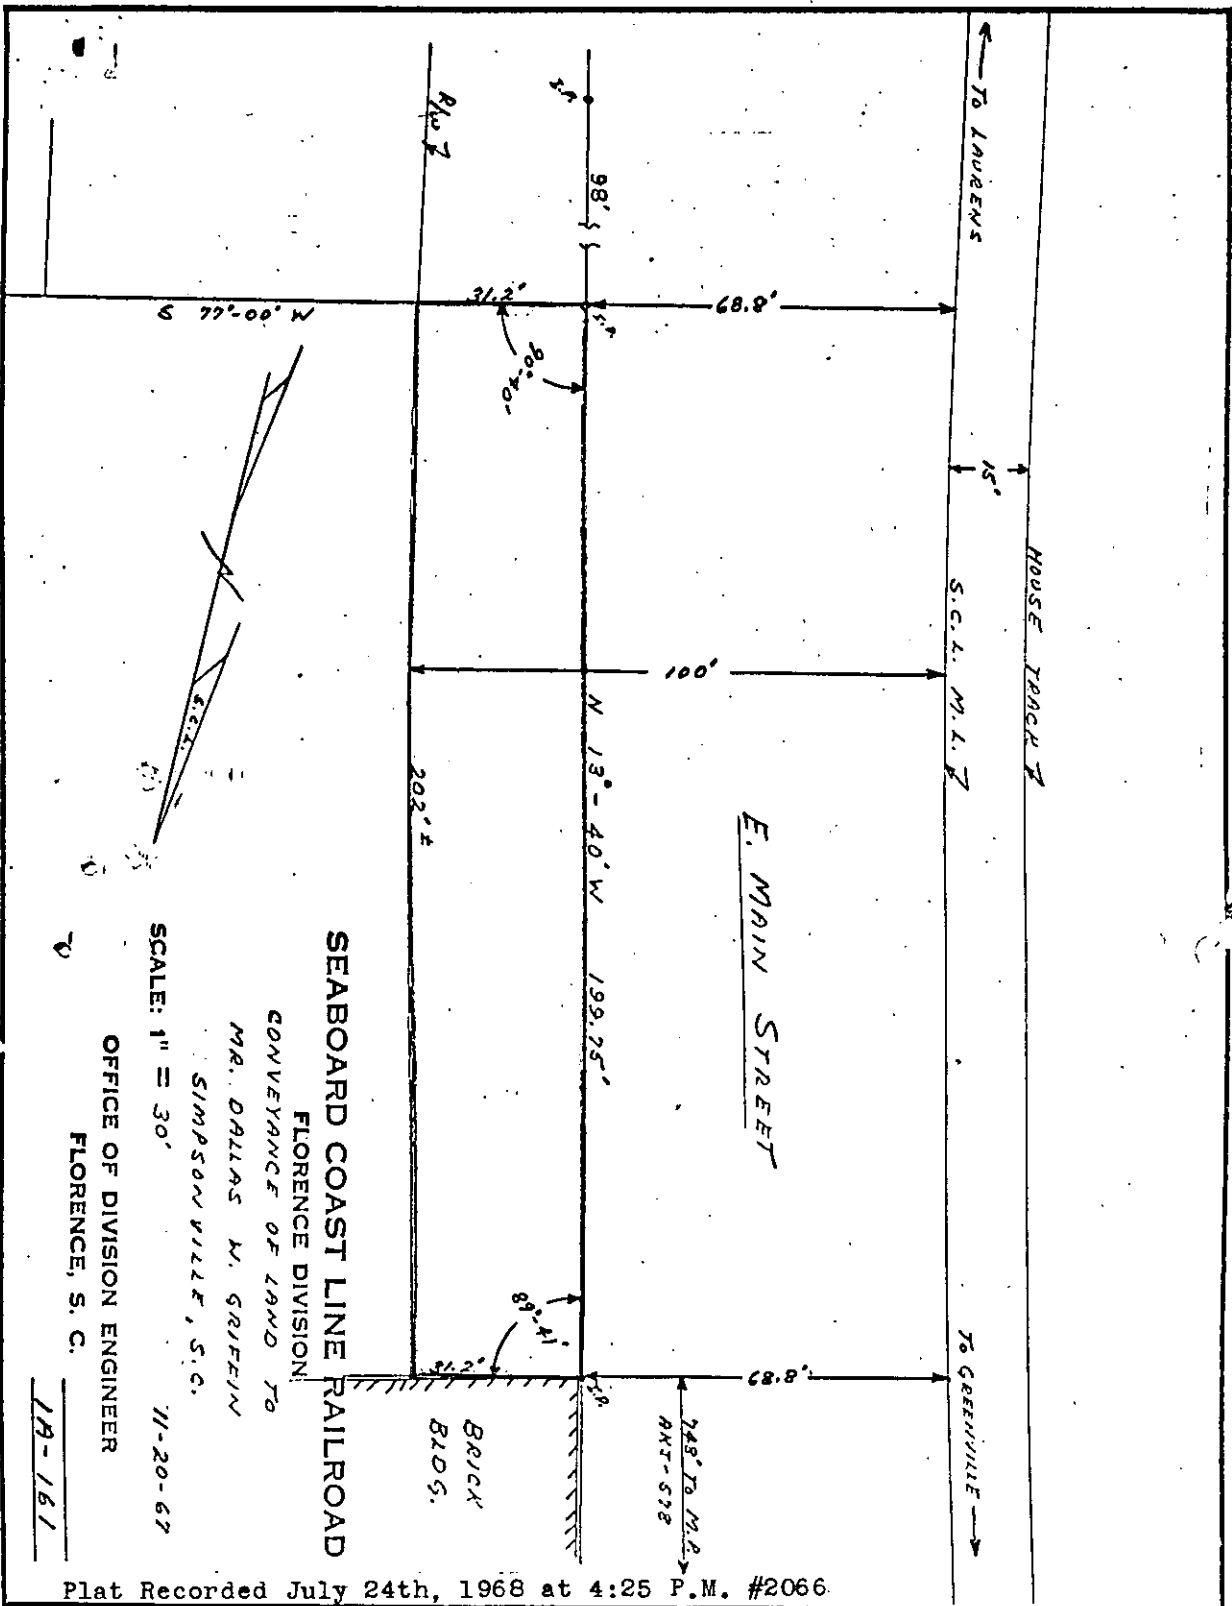 ← TO LAURENS
TO GREENVILLE →
HOUSE TRACK
15'
S.C.L. M.L.
68.8'
100'
68.8'
E. MAIN STREET
748' TO M.P.
AKT-578
S.P.
98'
S.P.
N 13°-40' W 199.75'
S.P.
R/W
31.2'
90°-40'
89°-41'
31.2'
BRICK
BLDG.
202' ±
S 77°-00' W
S.C.L.
SEABOARD COAST LINE RAILROAD
FLORENCE DIVISION
CONVEYANCE OF LAND TO
MR. DALLAS W. GRIFFIN
SIMPSONVILLE, S.C.
SCALE: 1" = 30' 11-20-67
OFFICE OF DIVISION ENGINEER
FLORENCE, S. C.
1A-161
Plat Recorded July 24th, 1968 at 4:25 P.M. #2066